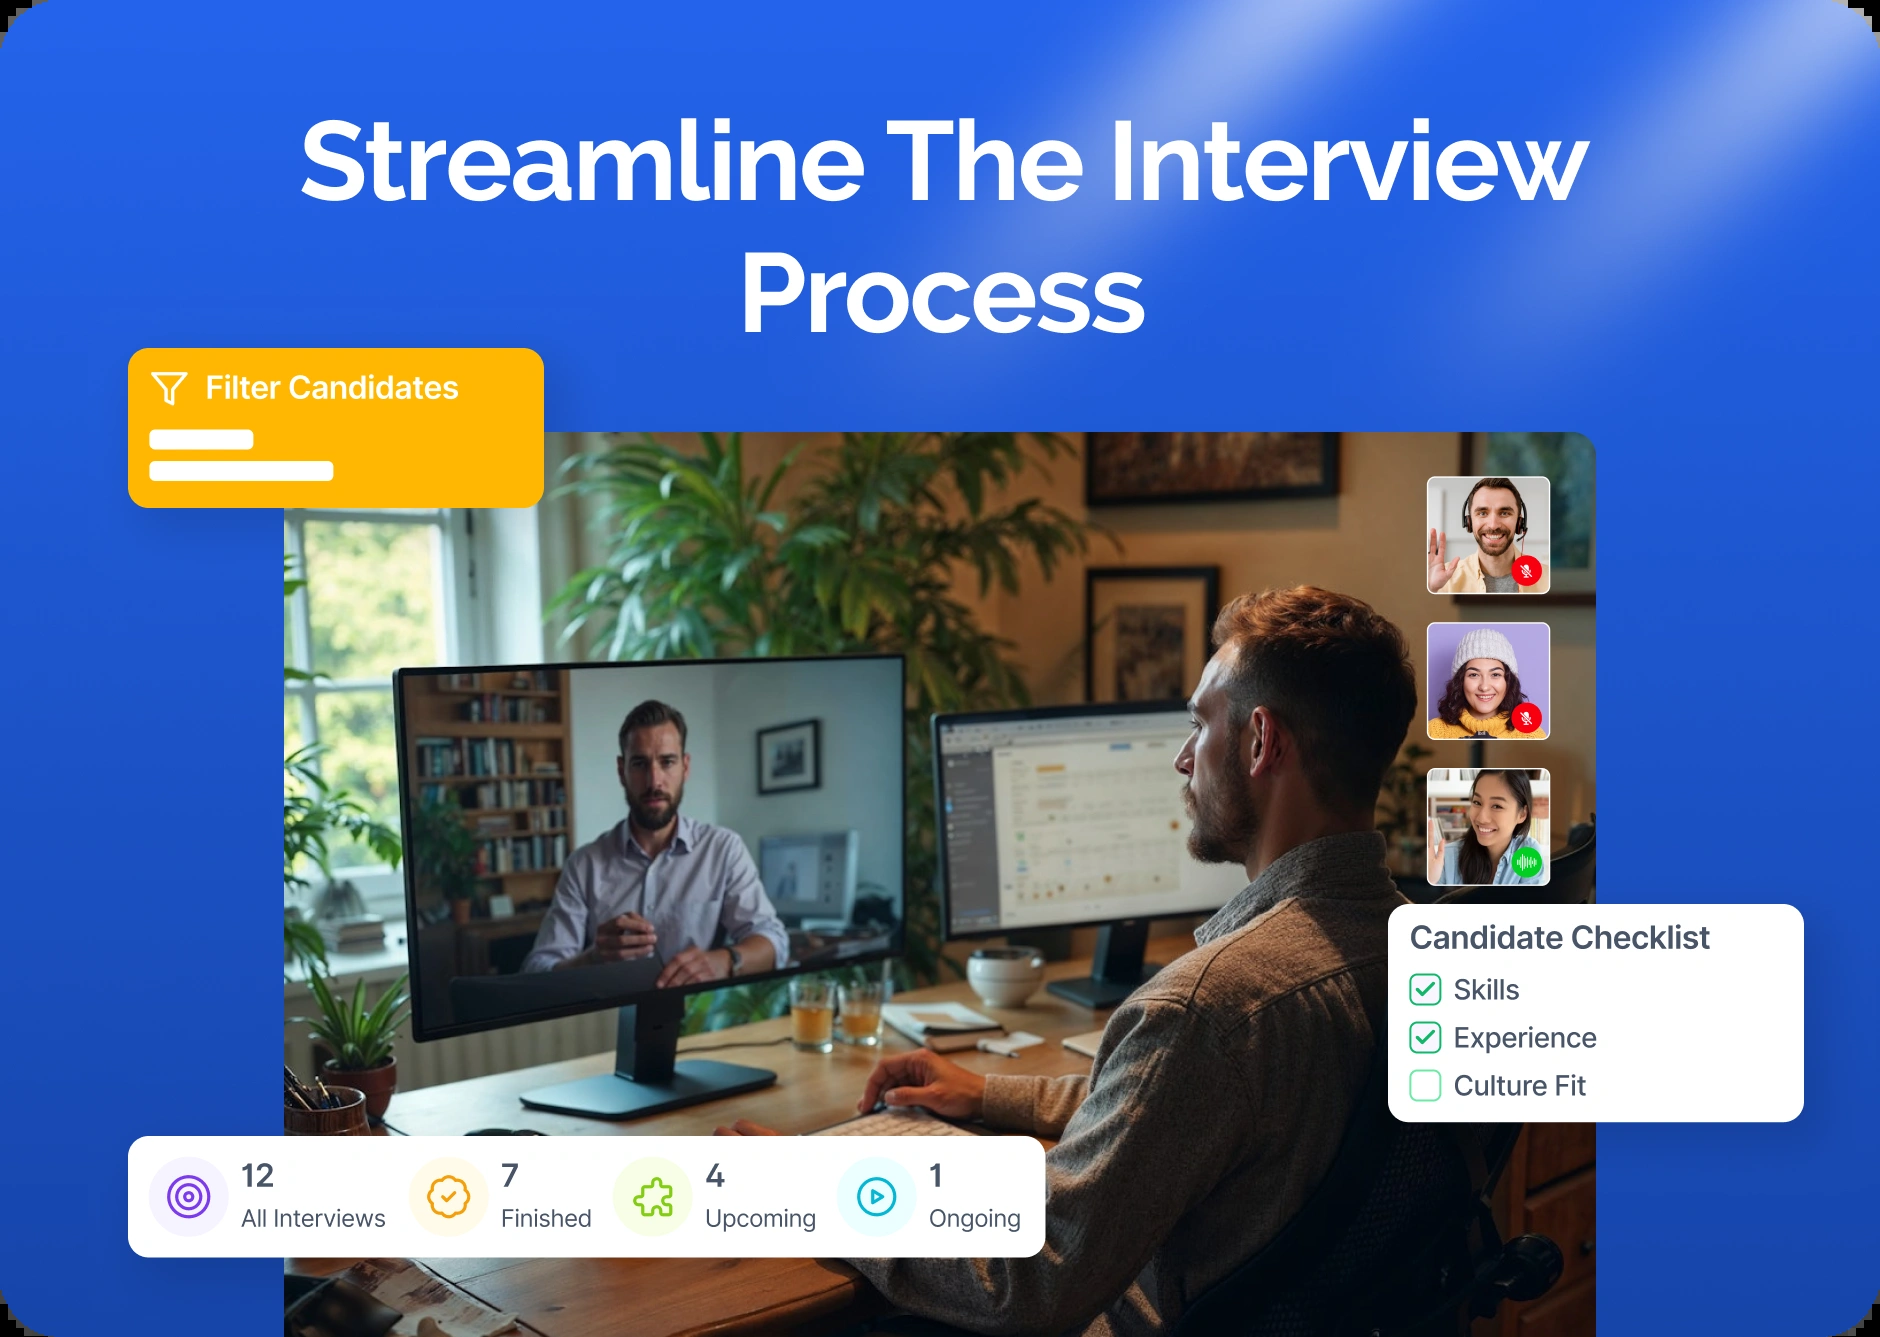 Streamline The Interview
Process
Filter Candidates
Candidate Checklist
Skills
Experience
Culture Fit
12
All Interviews
7
Finished
4
Upcoming
1
Ongoing